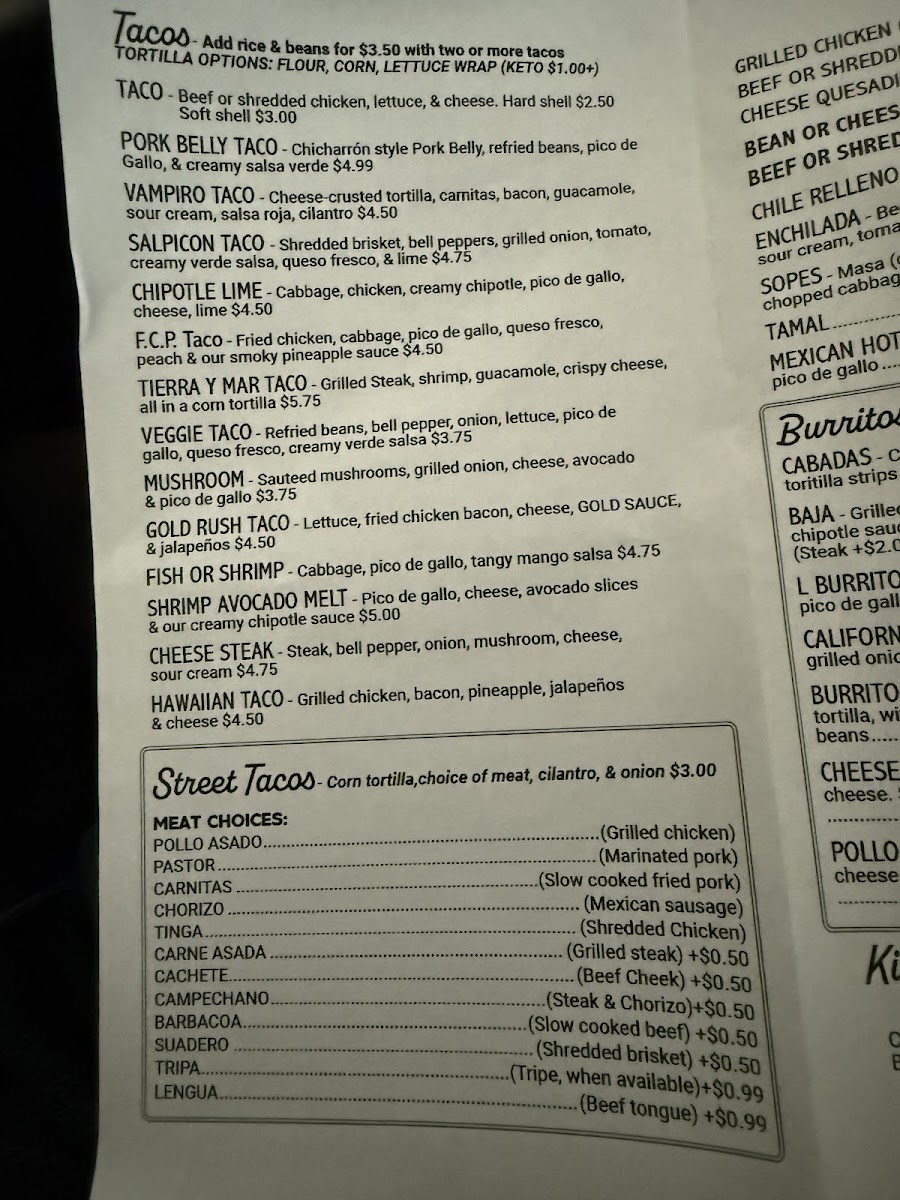 Tacos - Add rice & beans for $3.50 with two or more tacos
TORTILLA OPTIONS: FLOUR, CORN, LETTUCE WRAP (KETO $1.00+)
TACO - Beef or shredded chicken, lettuce, & cheese. Hard shell $2.50
Soft shell $3.00
PORK BELLY TACO - Chicharrón style Pork Belly, refried beans, pico de
Gallo, & creamy salsa verde $4.99
VAMPIRO TACO - Cheese-crusted tortilla, carnitas, bacon, guacamole,
sour cream, salsa roja, cilantro $4.50
SALPICON TACO - Shredded brisket, bell peppers, grilled onion, tomato,
creamy verde salsa, queso fresco, & lime $4.75
CHIPOTLE LIME - Cabbage, chicken, creamy chipotle, pico de gallo,
cheese, lime $4.50
F.C.P. Taco - Fried chicken, cabbage, pico de gallo, queso fresco,
peach & our smoky pineapple sauce $4.50
TIERRA Y MAR TACO - Grilled Steak, shrimp, guacamole, crispy cheese,
all in a corn tortilla $5.75
VEGGIE TACO - Refried beans, bell pepper, onion, lettuce, pico de
gallo, queso fresco, creamy verde salsa $3.75
MUSHROOM - Sauteed mushrooms, grilled onion, cheese, avocado
& pico de gallo $3.75
GOLD RUSH TACO - Lettuce, fried chicken bacon, cheese, GOLD SAUCE,
& jalapeños $4.50
FISH OR SHRIMP - Cabbage, pico de gallo, tangy mango salsa $4.75
SHRIMP AVOCADO MELT - Pico de gallo, cheese, avocado slices
& our creamy chipotle sauce $5.00
CHEESE STEAK - Steak, bell pepper, onion, mushroom, cheese,
sour cream $4.75
HAWAIIAN TACO - Grilled chicken, bacon, pineapple, jalapeños
& cheese $4.50
Street Tacos - Corn tortilla,choice of meat, cilantro, & onion $3.00
MEAT CHOICES:
POLLO ASADO..........(Grilled chicken)
PASTOR..........(Marinated pork)
CARNITAS..........(Slow cooked fried pork)
CHORIZO..........(Mexican sausage)
TINGA..........(Shredded Chicken)
CARNE ASADA..........(Grilled steak) +$0.50
CACHETE..........(Beef Cheek) +$0.50
CAMPECHANO..........(Steak & Chorizo)+$0.50
BARBACOA..........(Slow cooked beef) +$0.50
SUADERO..........(Shredded brisket) +$0.50
TRIPA..........(Tripe, when available)+$0.99
LENGUA..........(Beef tongue) +$0.99
GRILLED CHICKEN
BEEF OR SHREDD
CHEESE QUESADI
BEAN OR CHEES
BEEF OR SHRED
CHILE RELLENO
ENCHILADA - Be
sour cream, toma
SOPES - Masa (
chopped cabbag
TAMAL..........
MEXICAN HOT
pico de gallo....
Burritos
CABADAS - C
toritilla strips
BAJA - Grille
chipotle sau
(Steak +$2.0
L BURRITO
pico de gall
CALIFORN
grilled onio
BURRITO
tortilla, wi
beans.....
CHEESE
cheese.
POLLO
cheese
Ki